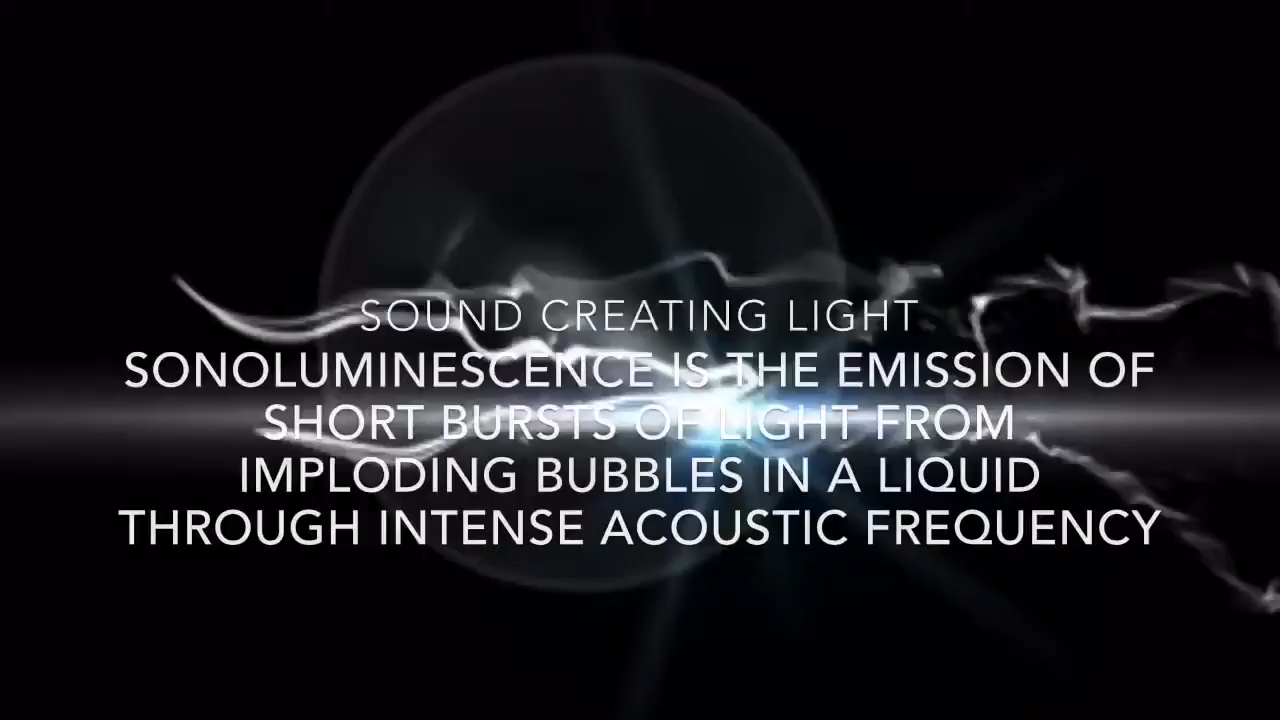 SOUND CREATING LIGHT
SONOLUMINESCENCE IS THE EMISSION OF
SHORT BURSTS OF LIGHT FROM
IMPLODING BUBBLES IN A LIQUID
THROUGH INTENSE ACOUSTIC FREQUENCY